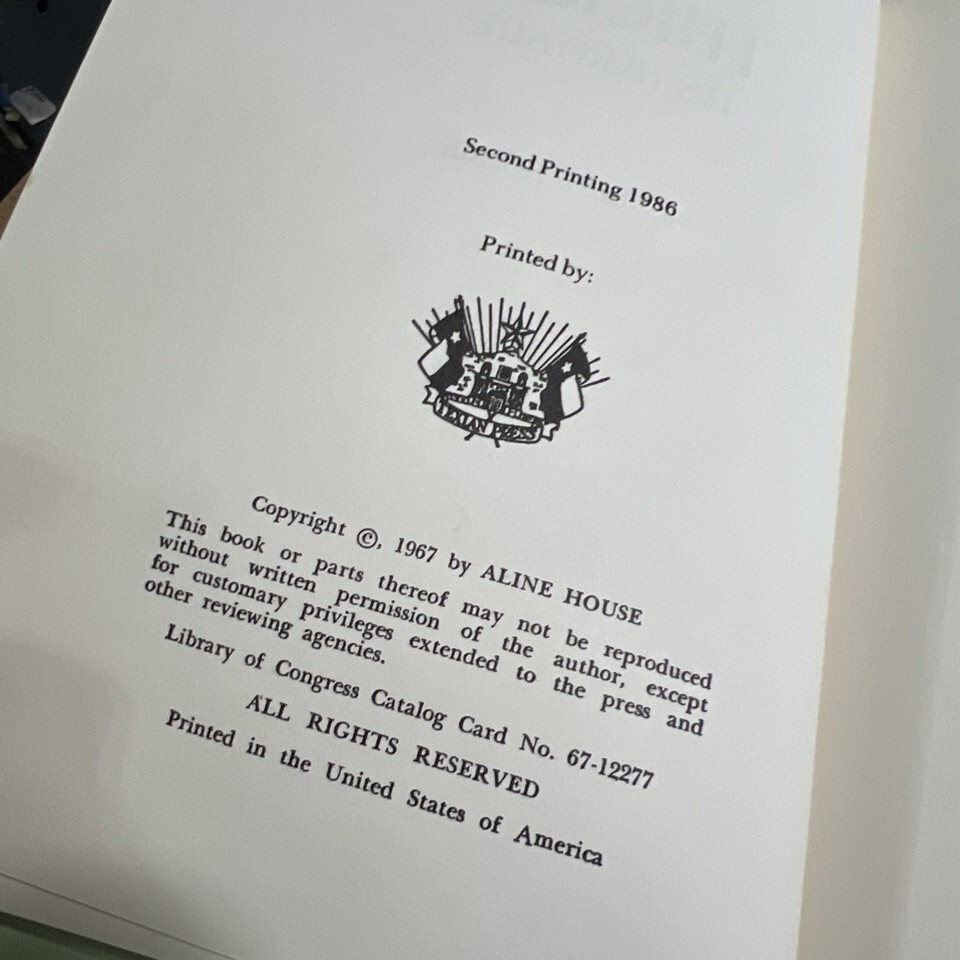 Second Printing 1986
Printed by:
TEXIAN PRESS
Copyright ©, 1967 by ALINE HOUSE
This book or parts thereof may not be reproduced
without written permission of the author, except
for customary privileges extended to the press and
other reviewing agencies.
Library of Congress Catalog Card No. 67-12277
ALL RIGHTS RESERVED
Printed in the United States of America